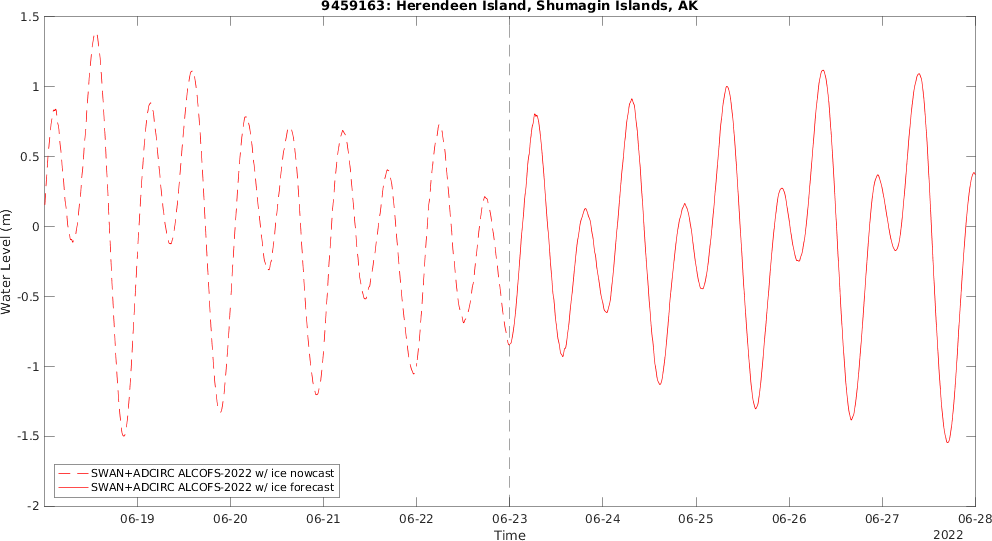 9459163: Herendeen Island, Shumagin Islands, AK
Water Level (m)
1.5
1
0.5
0
-0.5
-1
-1.5
-2
SWAN+ADCIRC ALCOFS-2022 w/ ice nowcast
SWAN+ADCIRC ALCOFS-2022 w/ ice forecast
06-19 06-20 06-21 06-22 06-23 06-24 06-25 06-26 06-27 06-28
Time
2022